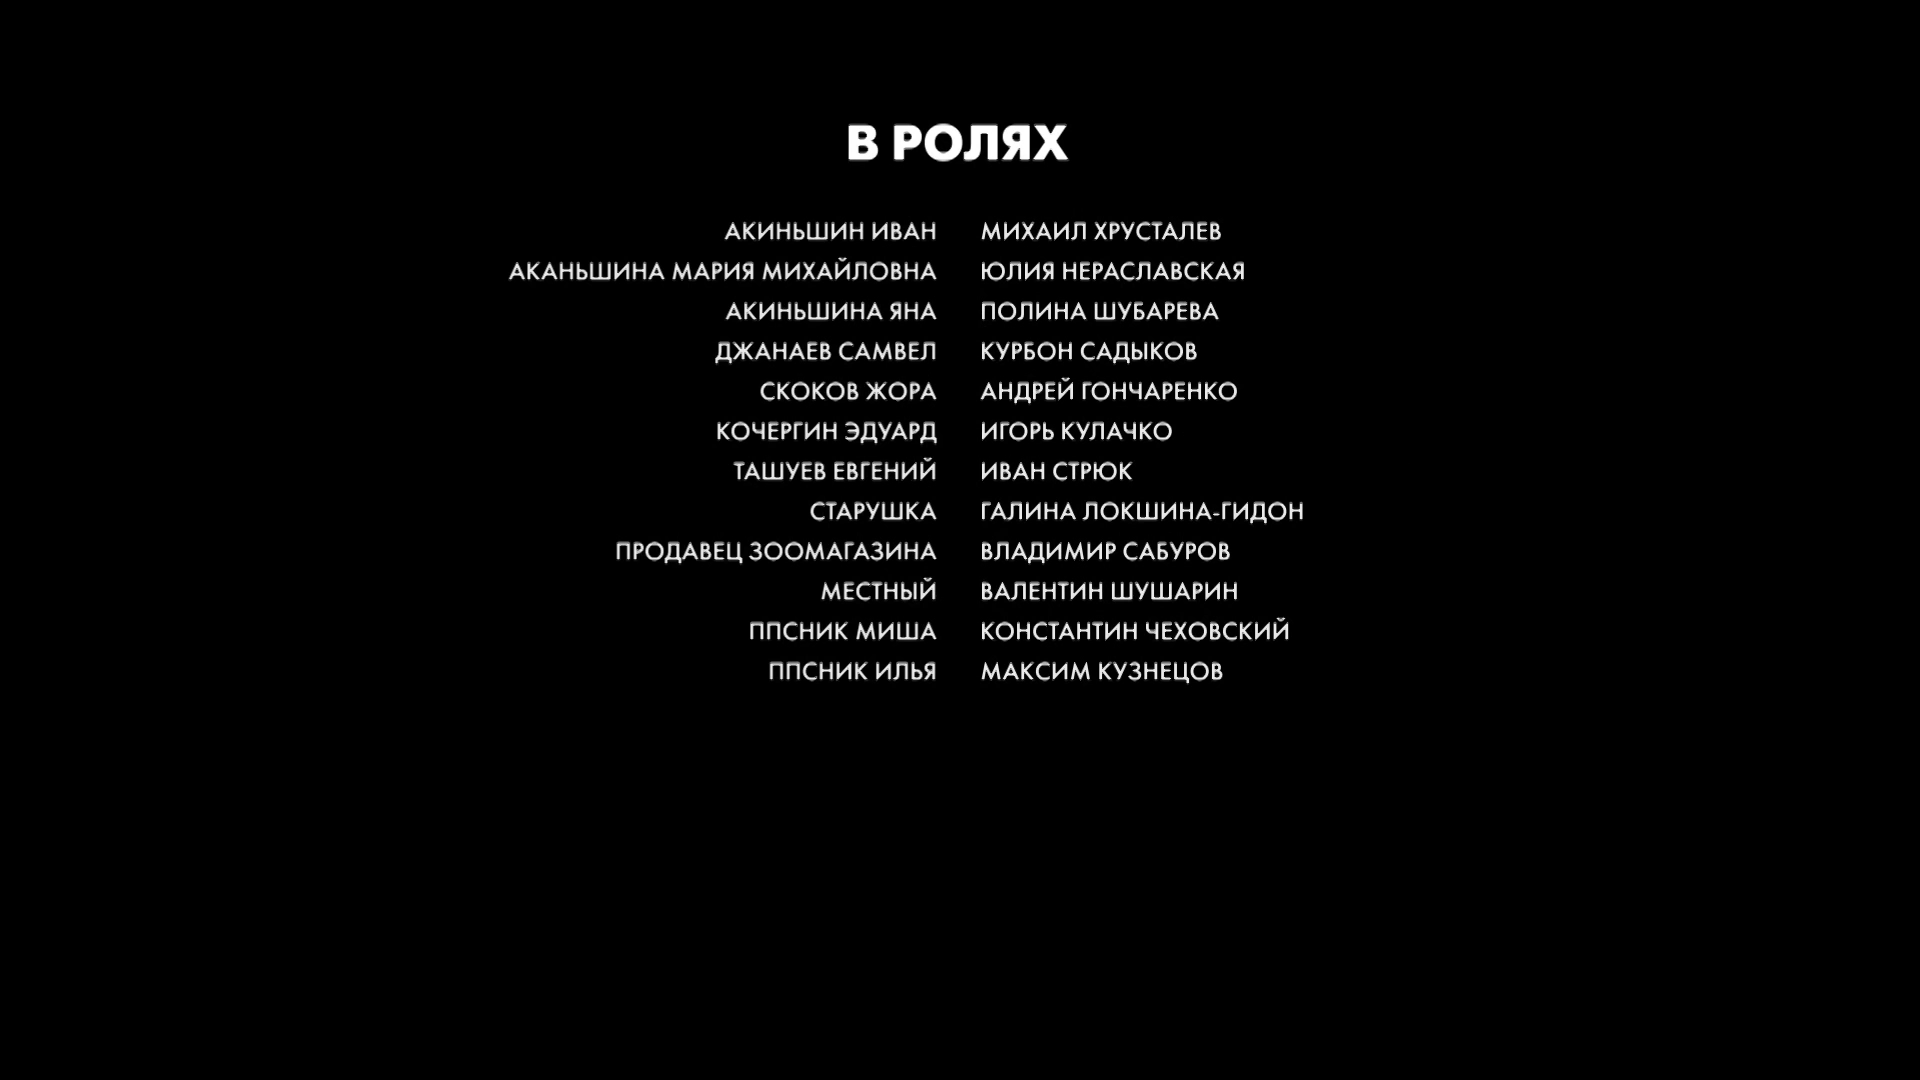 В РОЛЯХ
АКИНЬШИН ИВАН МИХАИЛ ХРУСТАЛЕВ
АКАНЬШИНА МАРИЯ МИХАЙЛОВНА ЮЛИЯ НЕРАСЛАВСКАЯ
АКИНЬШИНА ЯНА ПОЛИНА ШУБАРЕВА
ДЖАНАЕВ САМВЕЛ КУРБОН САДЫКОВ
СКОКОВ ЖОРА АНДРЕЙ ГОНЧАРЕНКО
КОЧЕРГИН ЭДУАРД ИГОРЬ КУЛАЧКО
ТАШУЕВ ЕВГЕНИЙ ИВАН СТРЮК
СТАРУШКА ГАЛИНА ЛОКШИНА-ГИДОН
ПРОДАВЕЦ ЗООМАГАЗИНА ВЛАДИМИР САБУРОВ
МЕСТНЫЙ ВАЛЕНТИН ШУШАРИН
ППСНИК МИША КОНСТАНТИН ЧЕХОВСКИЙ
ППСНИК ИЛЬЯ МАКСИМ КУЗНЕЦОВ